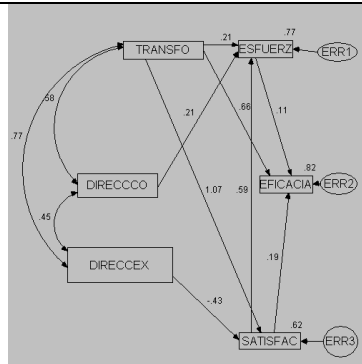 .77
TRANSFO .21 ESFUERZ ERR1
.58
.66 .11
.77
.21
.82
DIRECCCO 1.07 .59 EFICACIA ERR2
.45
.19
DIRECCEX
-.43
.62
SATISFAC ERR3